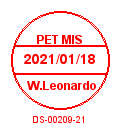 PET MIS
2021/01/18
W.Leonardo
DS-00209-21